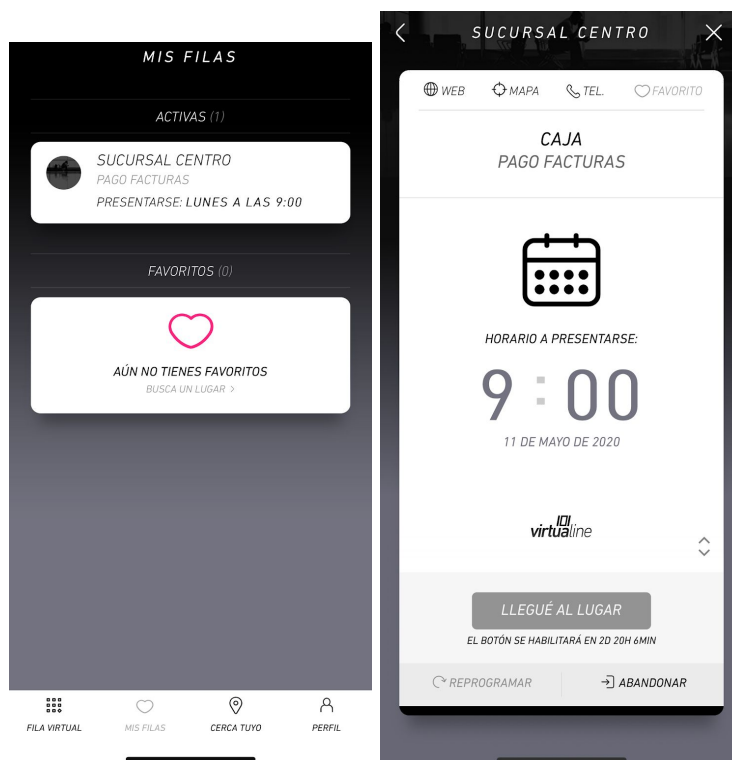 MIS FILAS
ACTIVAS (1)
SUCURSAL CENTRO
PAGO FACTURAS
PRESENTARSE: LUNES A LAS 9:00
FAVORITOS (0)
AÚN NO TIENES FAVORITOS
BUSCA UN LUGAR >
FILA VIRTUAL
MIS FILAS
CERCA TUYO
PERFIL
SUCURSAL CENTRO
WEB
MAPA
TEL.
FAVORITO
CAJA
PAGO FACTURAS
HORARIO A PRESENTARSE:
9:00
11 DE MAYO DE 2020
virtualine
LLEGUÉ AL LUGAR
EL BOTÓN SE HABILITARÁ EN 2D 20H 6MIN
REPROGRAMAR
ABANDONAR